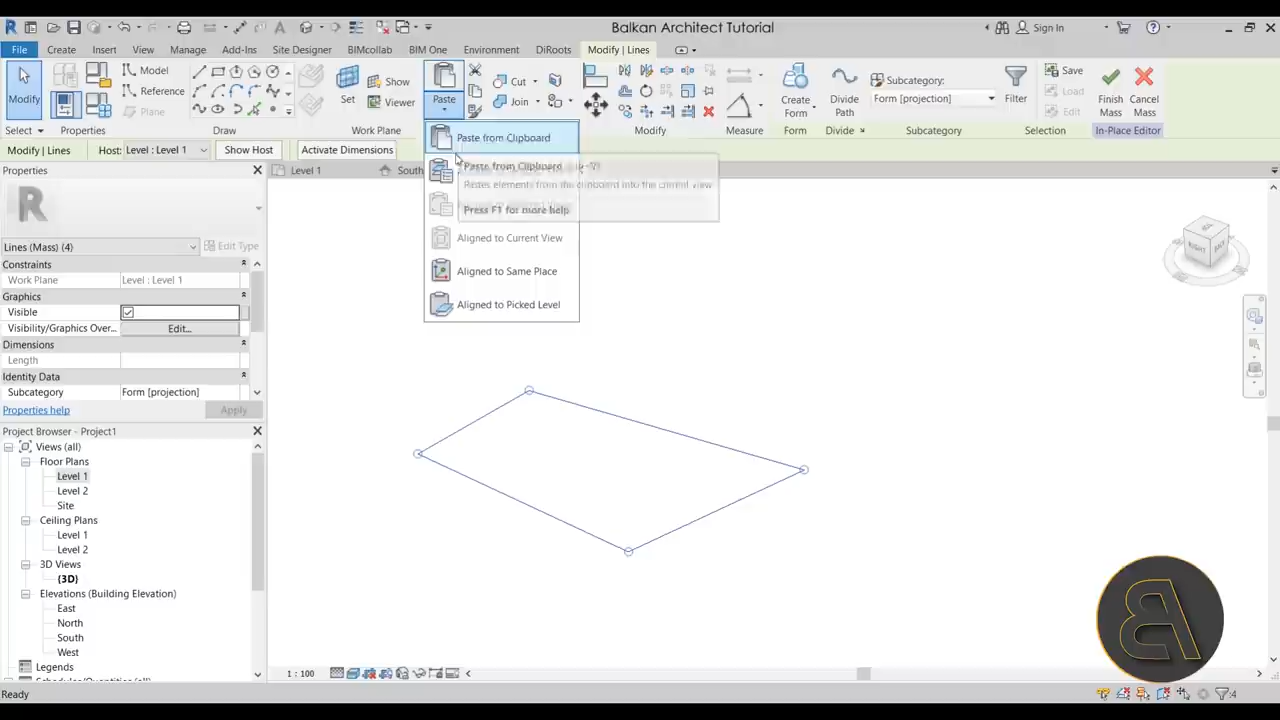 Balkan Architect Tutorial
Sign In
File Create Insert View Manage Add-Ins Site Designer BIMcollab BIM One Environment DiRoots Modify | Lines
Modify
Model
Reference
Plane
Set
Show
Viewer
Paste
Cut
Join
Create
Form
Divide
Path
Subcategory:
Form [projection]
Filter
Save
Load
Edit
Finish
Mass
Cancel
Mass
Select Properties Draw Work Plane Modify Measure Form Divide Subcategory Selection In-Place Editor
Modify | Lines Host: Level : Level 1 Show Host Activate Dimensions
Paste from Clipboard
Paste from Clipboard
Pastes elements from the clipboard into the current view
Press F1 for more help
Aligned to Current View
Aligned to Same Place
Aligned to Picked Level
Level 1 South
RIGHT
Properties
Lines (Mass) (4) Edit Type
Constraints
Work Plane Level : Level 1
Graphics
Visible
Visibility/Graphics Over... Edit...
Dimensions
Length
Identity Data
Subcategory Form [projection]
Properties help Apply
Project Browser - Project1
Views (all)
Floor Plans
Level 1
Level 2
Site
Ceiling Plans
Level 1
Level 2
3D Views
{3D}
Elevations (Building Elevation)
East
North
South
West
Legends
Schedules/Quantities (all)
1 : 100
Ready
:4